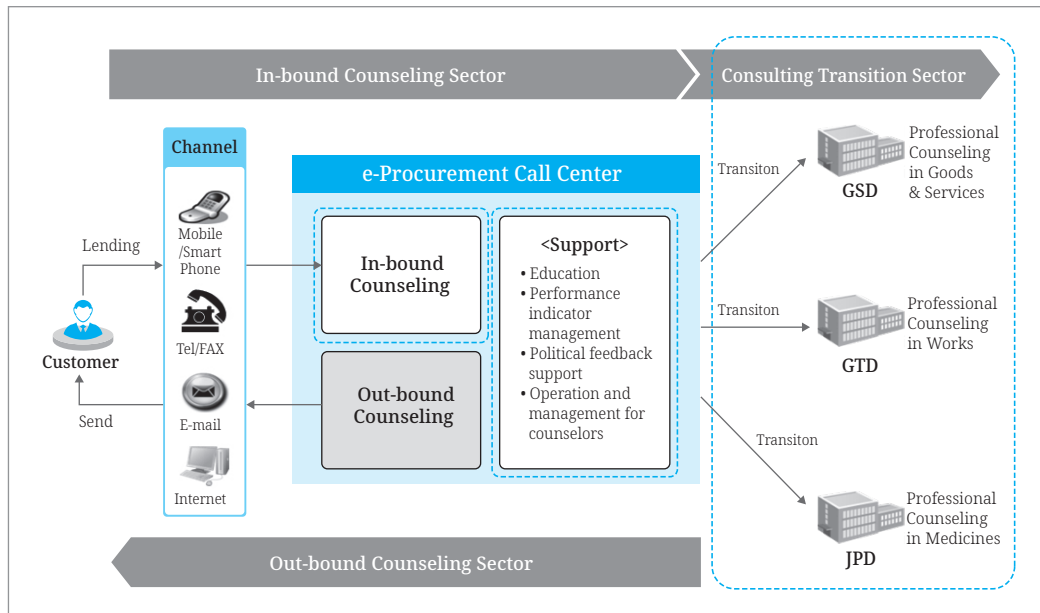 In-bound Counseling Sector
Consulting Transition Sector
Channel
Mobile
/Smart
Phone
Tel/FAX
E-mail
Internet
Lending
Customer
Send
e-Procurement Call Center
In-bound
Counseling
Out-bound
Counseling
<Support>
• Education
• Performance
indicator
management
• Political feedback
support
• Operation and
management for
counselors
Transiton
GSD
Professional
Counseling
in Goods
& Services
Transiton
GTD
Professional
Counseling
in Works
Transiton
JPD
Professional
Counseling
in Medicines
Out-bound Counseling Sector